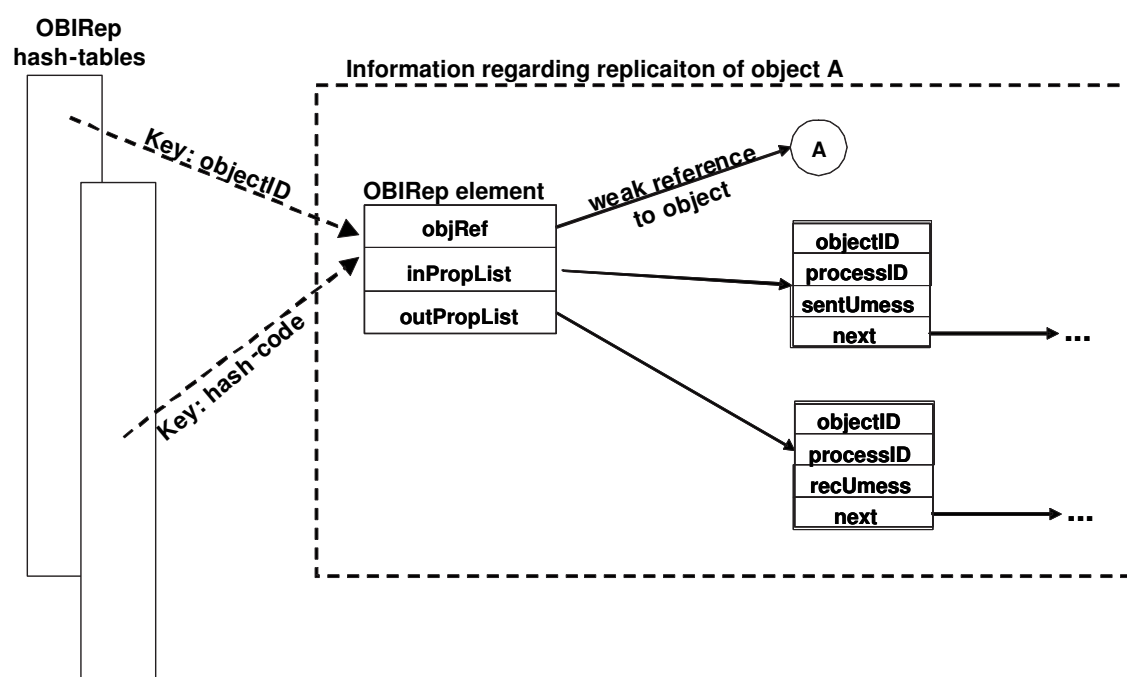 OBIRep
hash-tables
Information regarding replicaiton of object A
Key: objectID
weak reference
to object
A
OBIRep element
objRef
inPropList
outPropList
objectID
processID
sentUmess
next
...
Key: hash-code
objectID
processID
recUmess
next
...